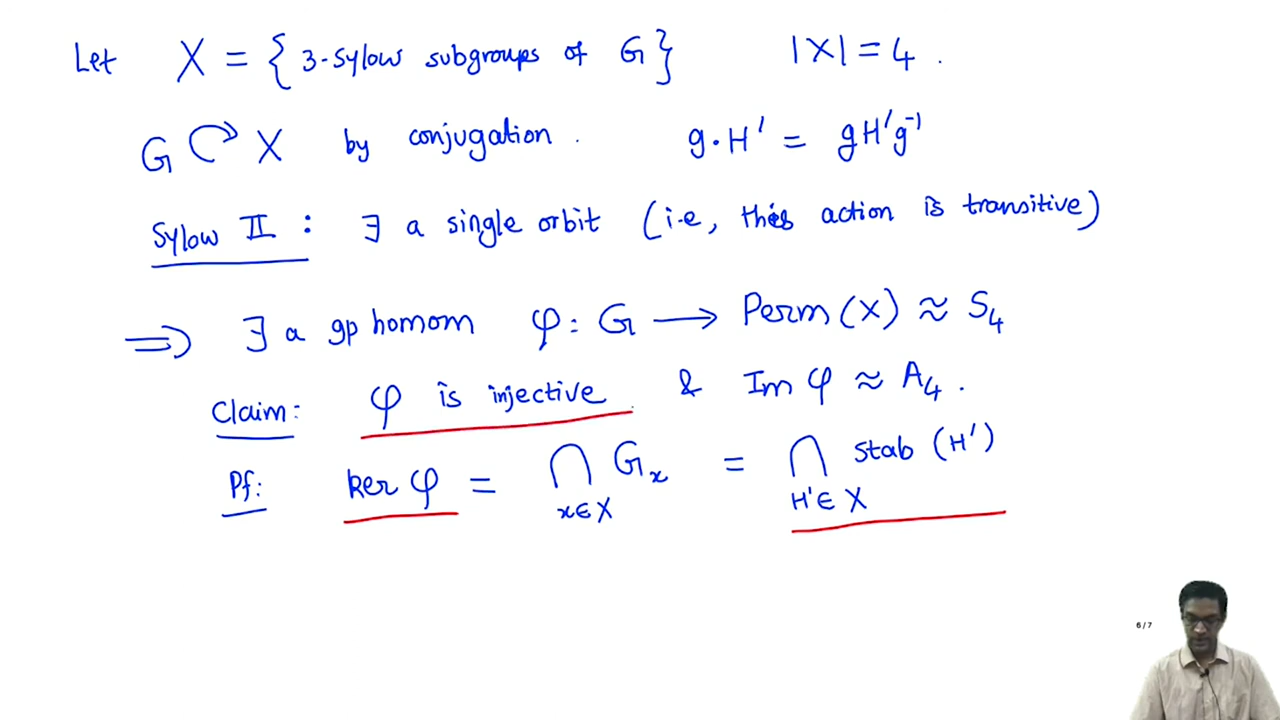 Let X = { 3-Sylow subgroups of G } |X| = 4 .
G ⤾ X by conjugation . g · H' = gH'g⁻¹
Sylow II : ∃ a single orbit (i.e, this action is transitive)
⟹ ∃ a gp homom φ : G ⟶ Perm (X) ≈ S₄
Claim: φ is injective & Im φ ≈ A₄ .
Pf: ker φ = ⋂_{x∈X} Gₓ = ⋂_{H'∈X} stab (H')
6 / 7